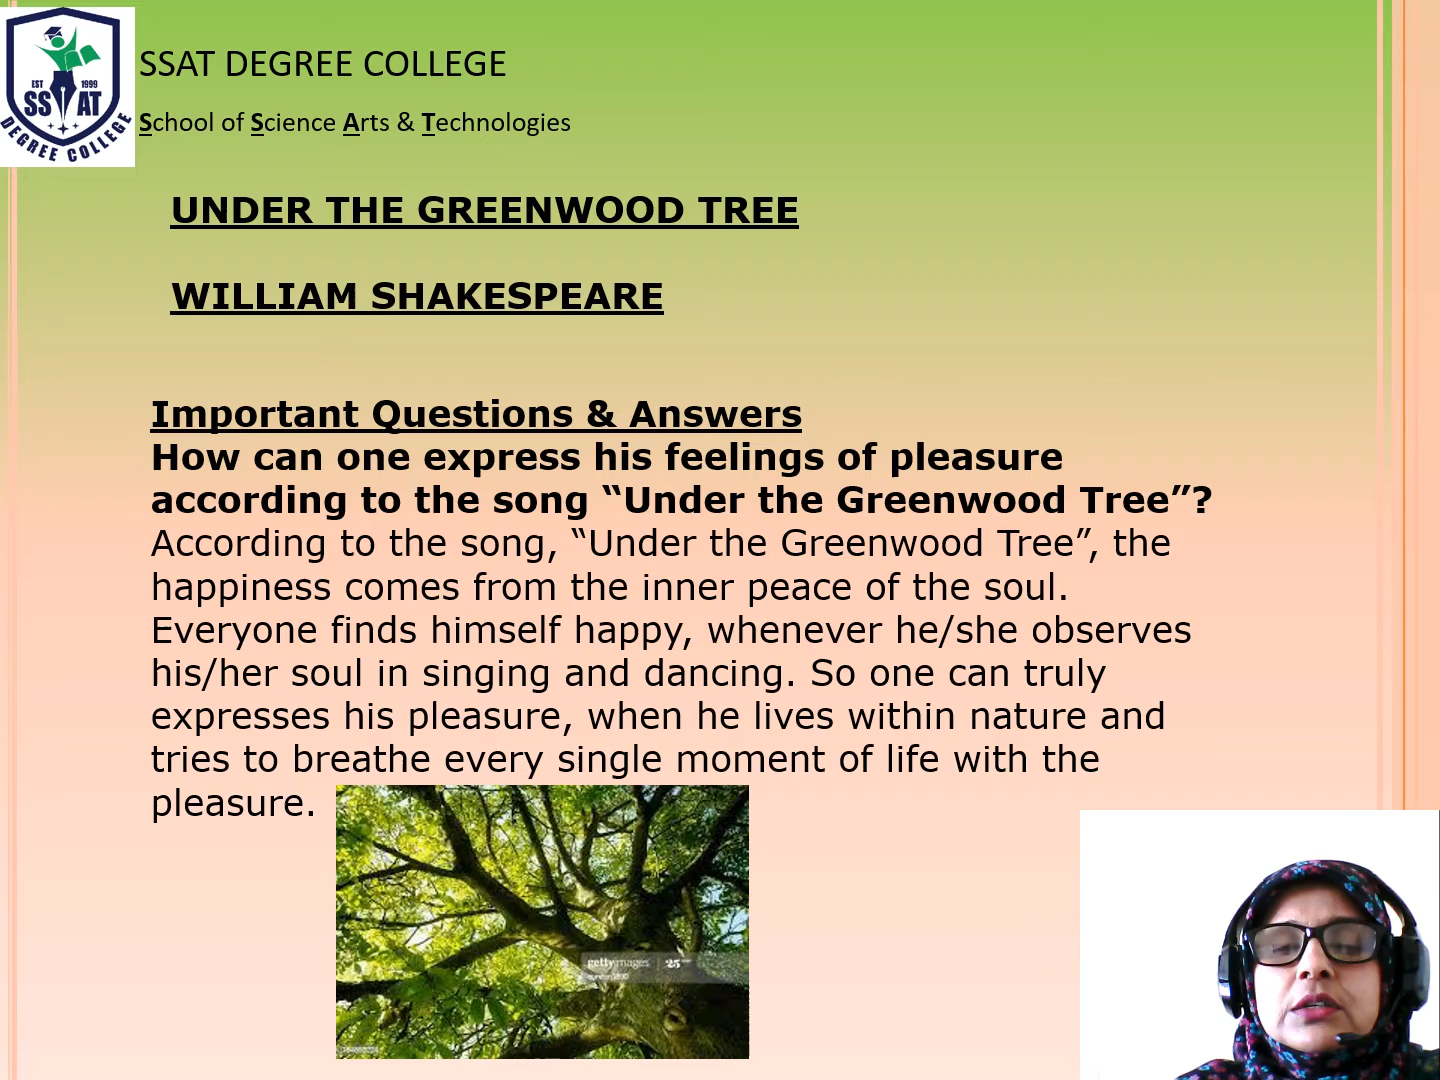 EST 1999
SS AT
DEGREE COLLEGE
SSAT DEGREE COLLEGE
School of Science Arts & Technologies
UNDER THE GREENWOOD TREE
WILLIAM SHAKESPEARE
Important Questions & Answers
How can one express his feelings of pleasure
according to the song “Under the Greenwood Tree”?
According to the song, “Under the Greenwood Tree”, the
happiness comes from the inner peace of the soul.
Everyone finds himself happy, whenever he/she observes
his/her soul in singing and dancing. So one can truly
expresses his pleasure, when he lives within nature and
tries to breathe every single moment of life with the
pleasure.
gettyimages